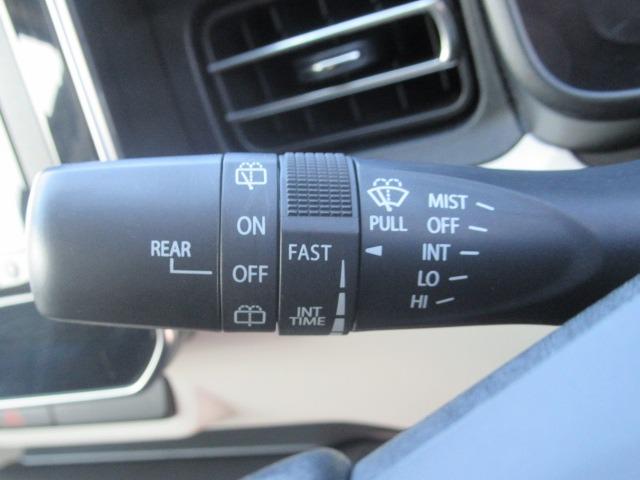 REAR
ON
OFF
FAST
INT
TIME
PULL
MIST
OFF
INT
LO
HI